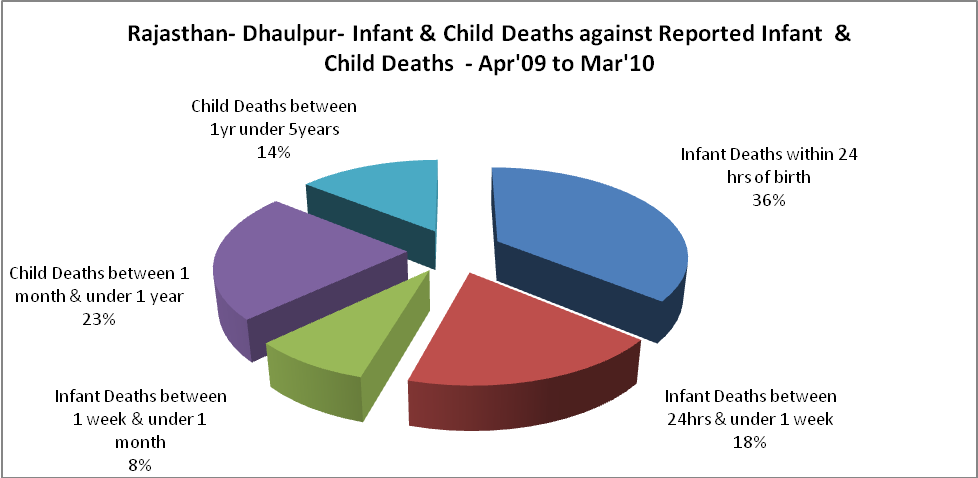 Rajasthan- Dhaulpur- Infant & Child Deaths against Reported Infant &
Child Deaths - Apr'09 to Mar'10
Child Deaths between
1yr under 5years
14%
Infant Deaths within 24
hrs of birth
36%
Child Deaths between 1
month & under 1 year
23%
Infant Deaths between
1 week & under 1
month
8%
Infant Deaths between
24hrs & under 1 week
18%